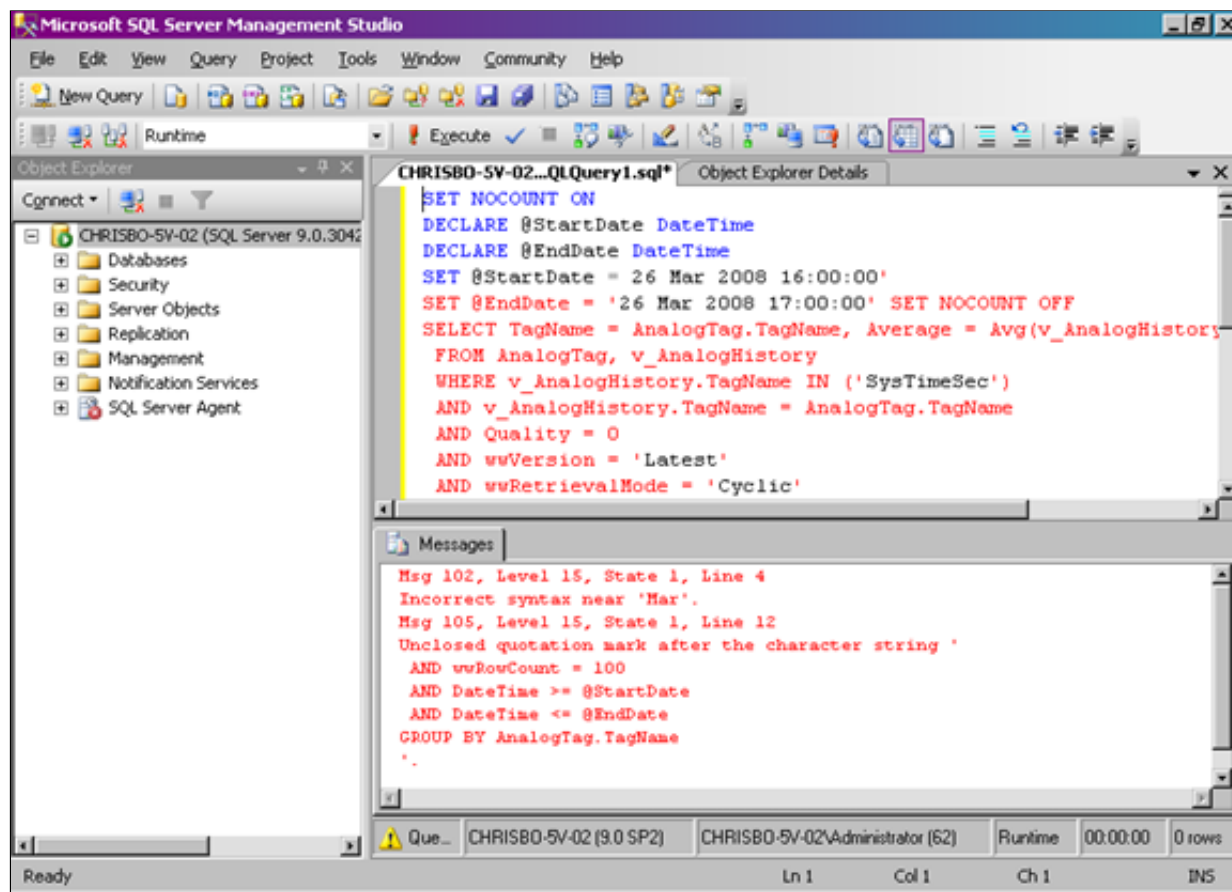 Microsoft SQL Server Management Studio
File Edit View Query Project Tools Window Community Help
New Query
Runtime Execute
Object Explorer
Connect
CHRISBO-5V-02 (SQL Server 9.0.3042
Databases
Security
Server Objects
Replication
Management
Notification Services
SQL Server Agent
CHRISBO-5V-02...QLQuery1.sql* Object Explorer Details
SET NOCOUNT ON
DECLARE @StartDate DateTime
DECLARE @EndDate DateTime
SET @StartDate = 26 Mar 2008 16:00:00'
SET @EndDate = '26 Mar 2008 17:00:00' SET NOCOUNT OFF
SELECT TagName = AnalogTag.TagName, Average = Avg(v_AnalogHistory
FROM AnalogTag, v_AnalogHistory
WHERE v_AnalogHistory.TagName IN ('SysTimeSec')
AND v_AnalogHistory.TagName = AnalogTag.TagName
AND Quality = 0
AND wwVersion = 'Latest'
AND wwRetrievalMode = 'Cyclic'
Messages
Msg 102, Level 15, State 1, Line 4
Incorrect syntax near 'Mar'.
Msg 105, Level 15, State 1, Line 12
Unclosed quotation mark after the character string '
AND wwRowCount = 100
AND DateTime >= @StartDate
AND DateTime <= @EndDate
GROUP BY AnalogTag.TagName
'.
Que... CHRISBO-5V-02 (9.0 SP2) CHRISBO-5V-02\Administrator (62) Runtime 00:00:00 0 rows
Ready Ln 1 Col 1 Ch 1 INS